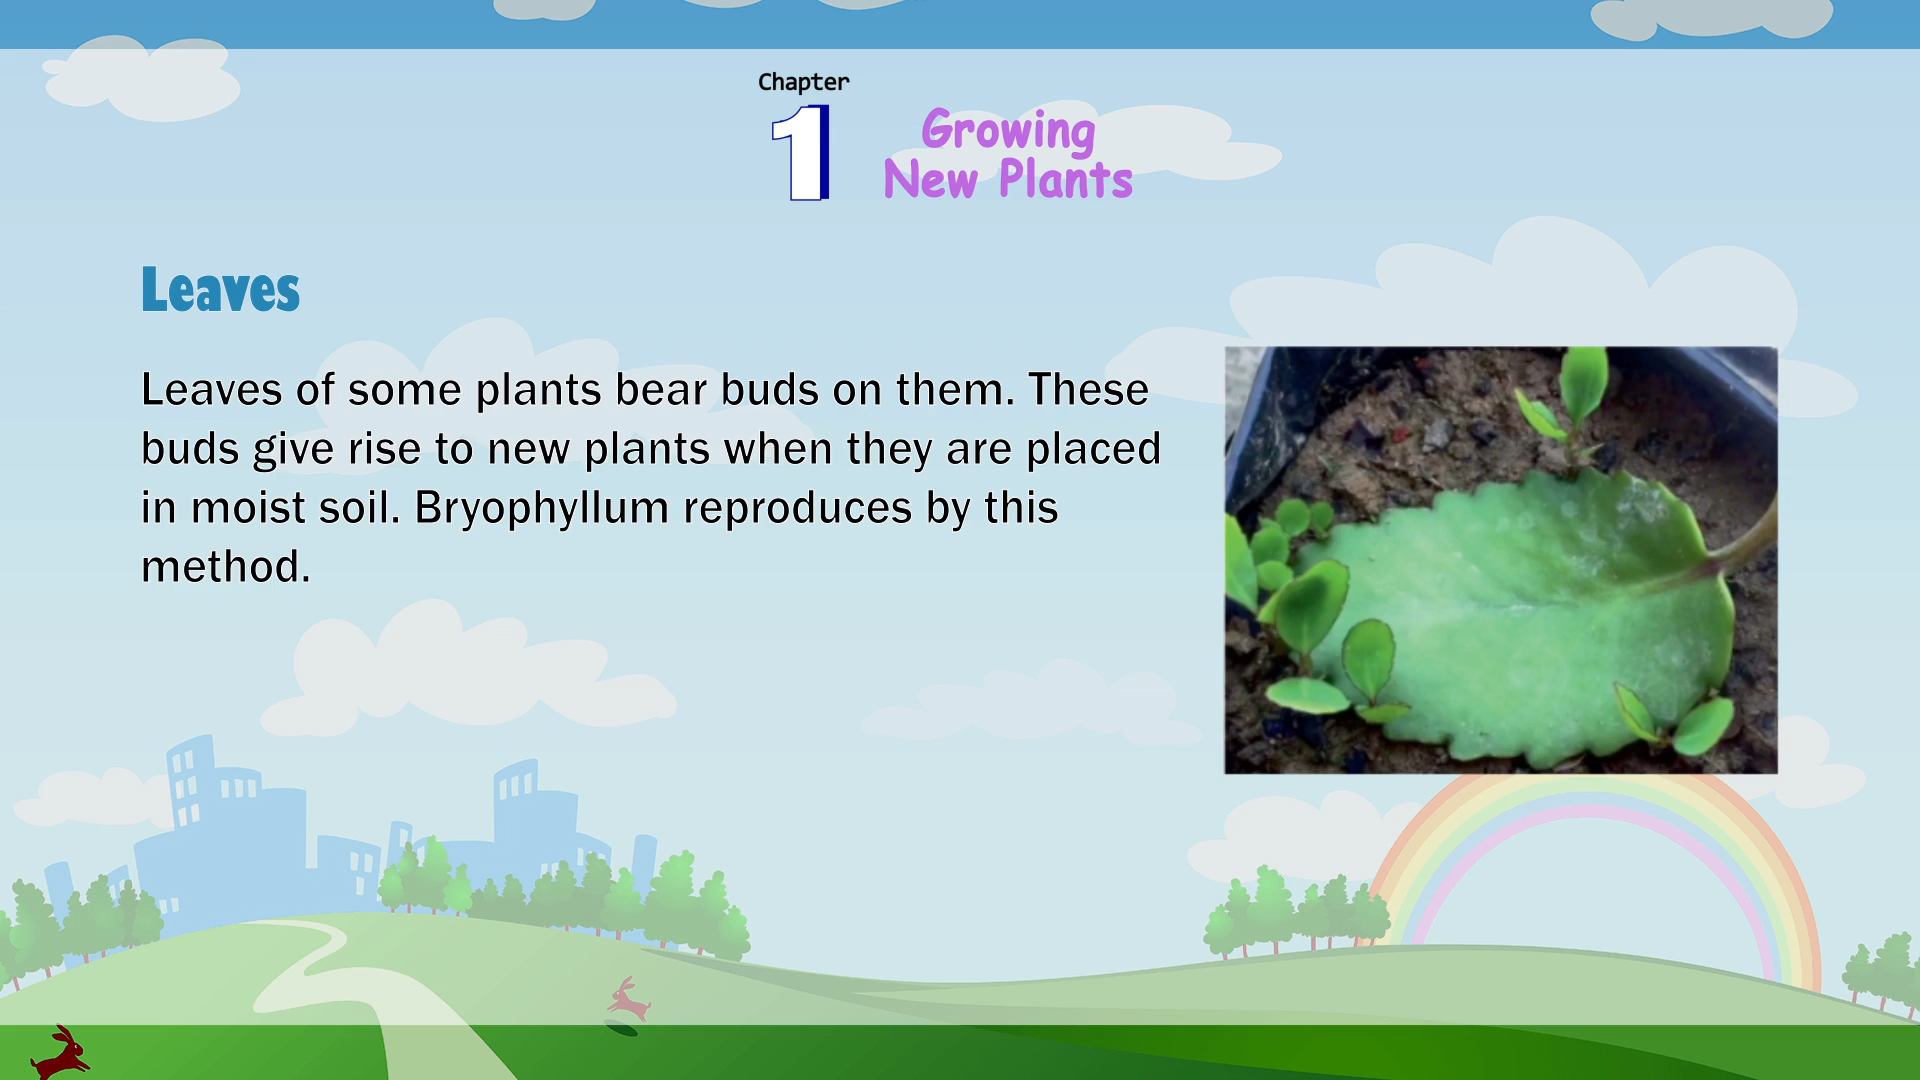 Chapter
1
Growing
New Plants
Leaves
Leaves of some plants bear buds on them. These
buds give rise to new plants when they are placed
in moist soil. Bryophyllum reproduces by this
method.